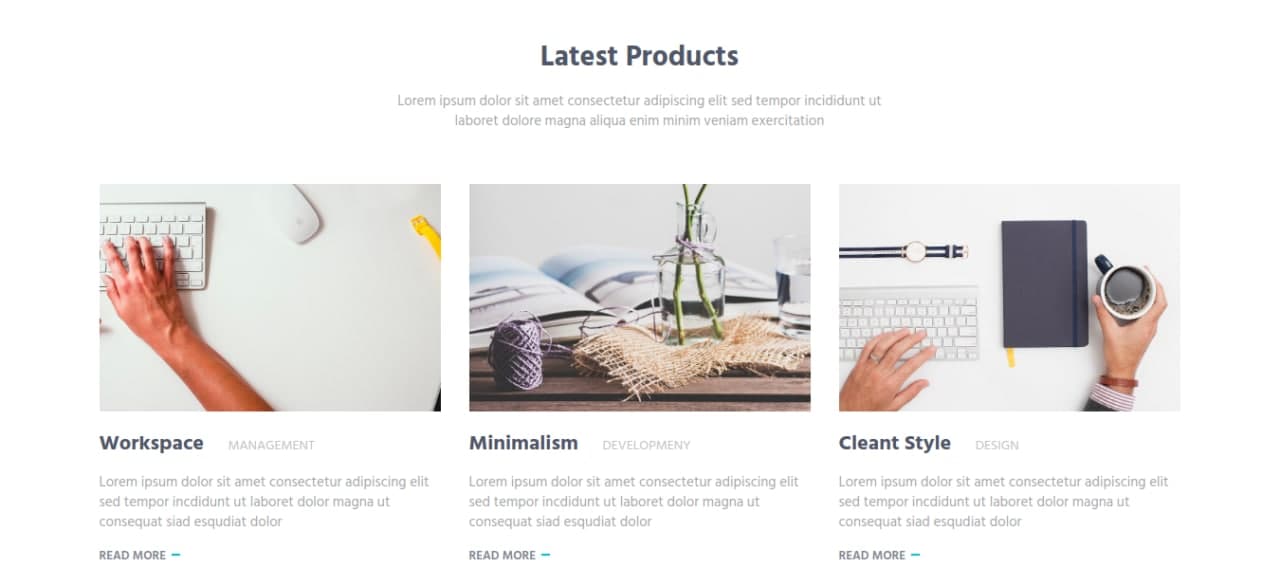 Latest Products
Lorem ipsum dolor sit amet consectetur adipiscing elit sed tempor incididunt ut
laboret dolore magna aliqua enim minim veniam exercitation
Workspace MANAGEMENT
Lorem ipsum dolor sit amet consectetur adipiscing elit
sed tempor incdidunt ut laboret dolor magna ut
consequat siad esqudiat dolor
READ MORE
Minimalism DEVELOPMENY
Lorem ipsum dolor sit amet consectetur adipiscing elit
sed tempor incdidunt ut laboret dolor magna ut
consequat siad esqudiat dolor
READ MORE
Cleant Style DESIGN
Lorem ipsum dolor sit amet consectetur adipiscing elit
sed tempor incdidunt ut laboret dolor magna ut
consequat siad esqudiat dolor
READ MORE